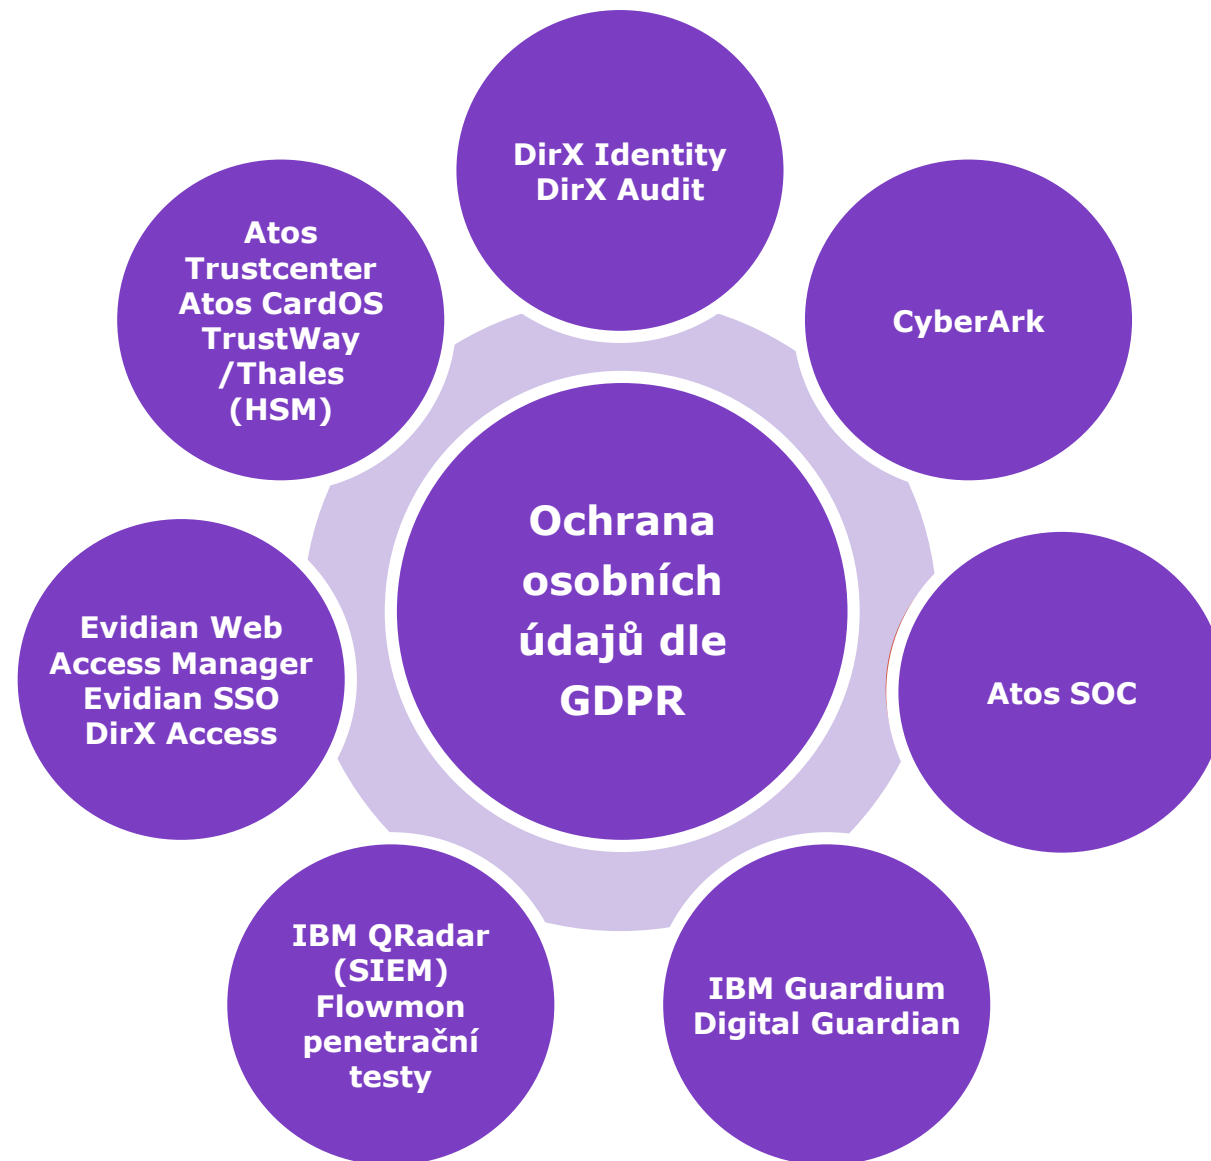 DirX Identity
DirX Audit
CyberArk
Atos SOC
IBM Guardium
Digital Guardian
IBM QRadar
(SIEM)
Flowmon
penetrační
testy
Evidian Web
Access Manager
Evidian SSO
DirX Access
Atos
Trustcenter
Atos CardOS
TrustWay
/Thales
(HSM)
Ochrana
osobních
údajů dle
GDPR